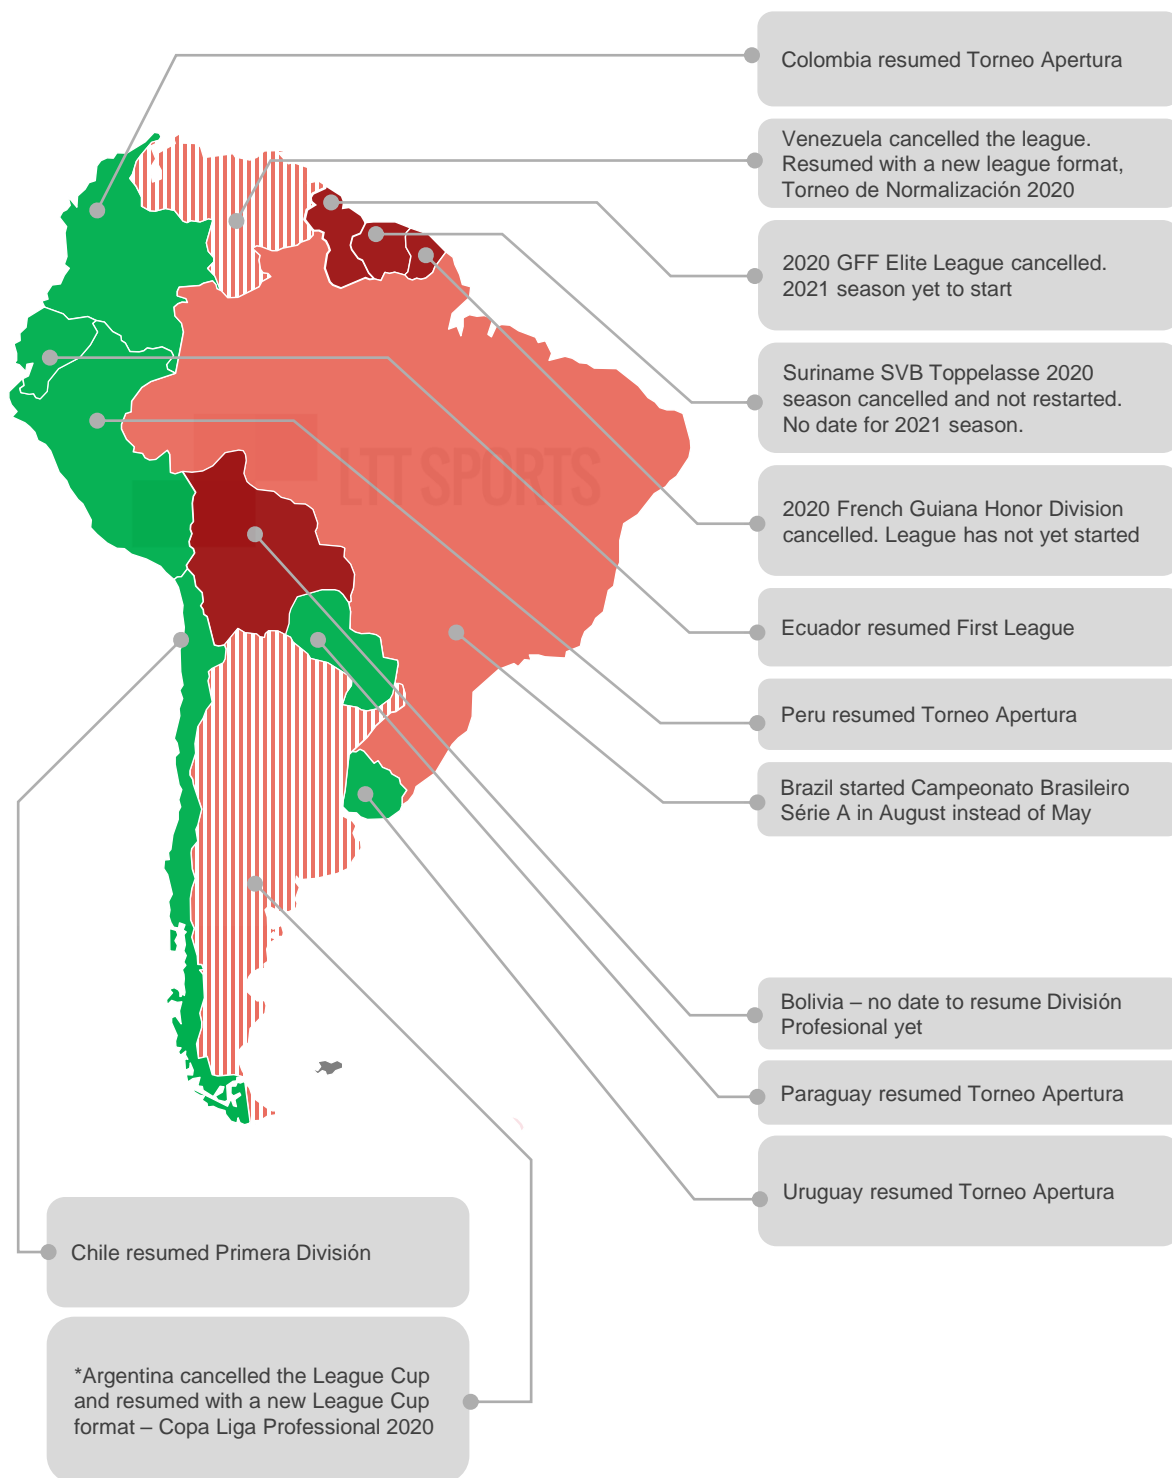 Colombia resumed Torneo Apertura
Venezuela cancelled the league.
Resumed with a new league format,
Torneo de Normalización 2020
2020 GFF Elite League cancelled.
2021 season yet to start
Suriname SVB Toppelasse 2020
season cancelled and not restarted.
No date for 2021 season.
LTT SPORTS
2020 French Guiana Honor Division
cancelled. League has not yet started
Ecuador resumed First League
Peru resumed Torneo Apertura
Brazil started Campeonato Brasileiro
Série A in August instead of May
Bolivia – no date to resume División
Profesional yet
Paraguay resumed Torneo Apertura
Uruguay resumed Torneo Apertura
Chile resumed Primera División
*Argentina cancelled the League Cup
and resumed with a new League Cup
format – Copa Liga Professional 2020